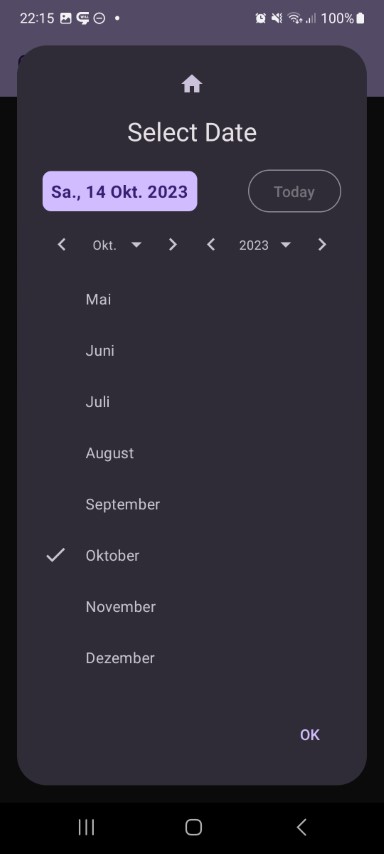 22:15 100%
Select Date
Sa., 14 Okt. 2023 Today
Okt. 2023
Mai
Juni
Juli
August
September
Oktober
November
Dezember
OK